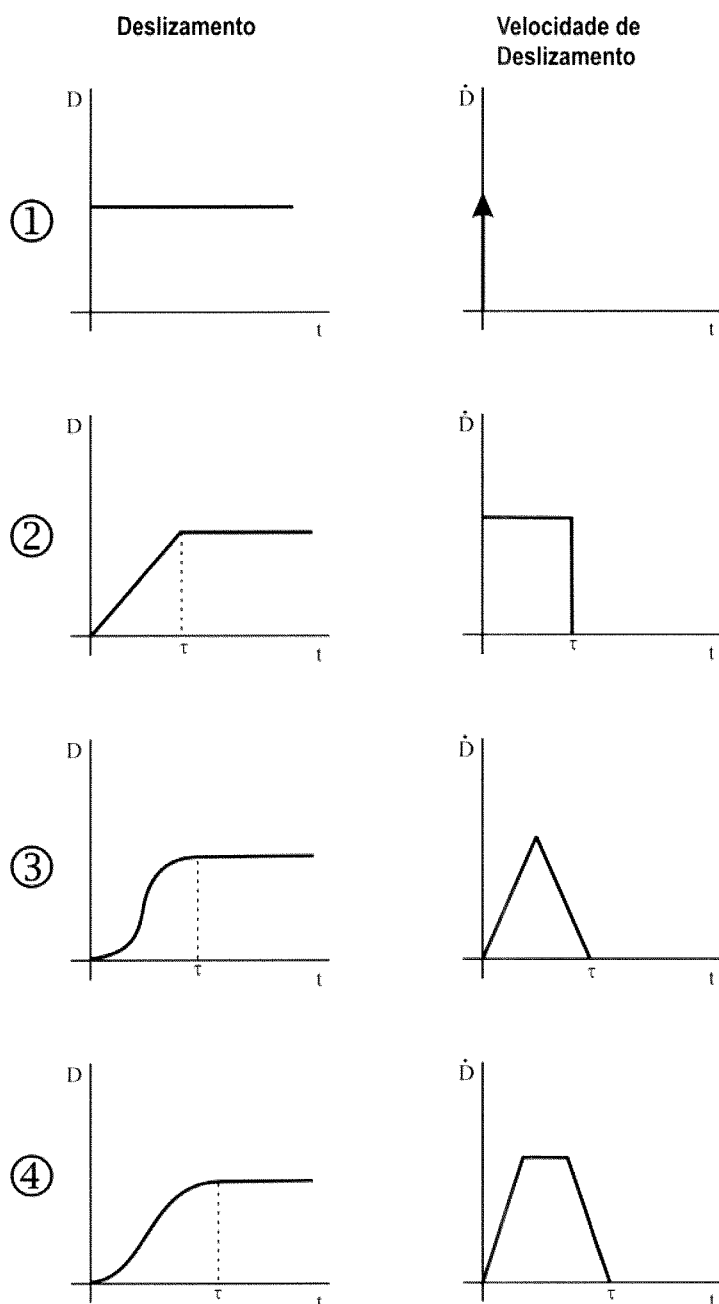 Deslizamento
Velocidade de
Deslizamento
D
Ḋ
①
t
t
D
Ḋ
②
τ
t
τ
t
D
Ḋ
③
τ
t
τ
t
D
Ḋ
④
τ
t
τ
t